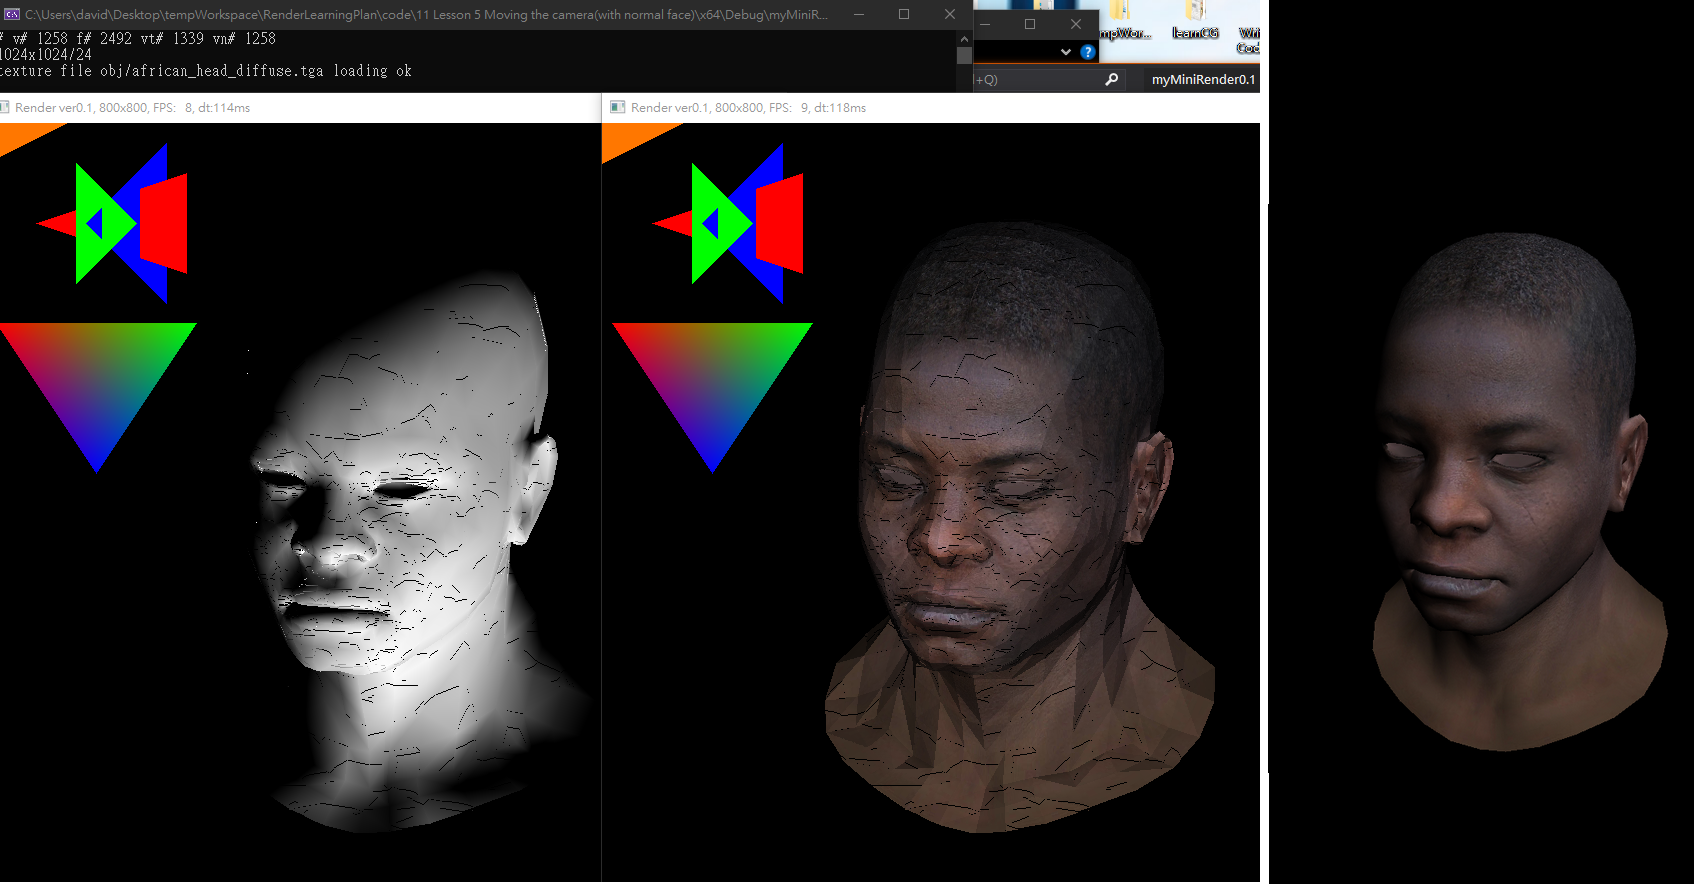 C:\Users\david\Desktop\tempWorkspace\RenderLearningPlan\code\11 Lesson 5 Moving the camera(with normal face)\x64\Debug\myMiniR...
# v# 1258 f# 2492 vt# 1339 vn# 1258
1024x1024/24
texture file obj/african_head_diffuse.tga loading ok
mpWor...
learnCG
Wri
Cod
+Q)
myMiniRender0.1
Render ver0.1, 800x800, FPS: 8, dt:114ms
Render ver0.1, 800x800, FPS: 9, dt:118ms